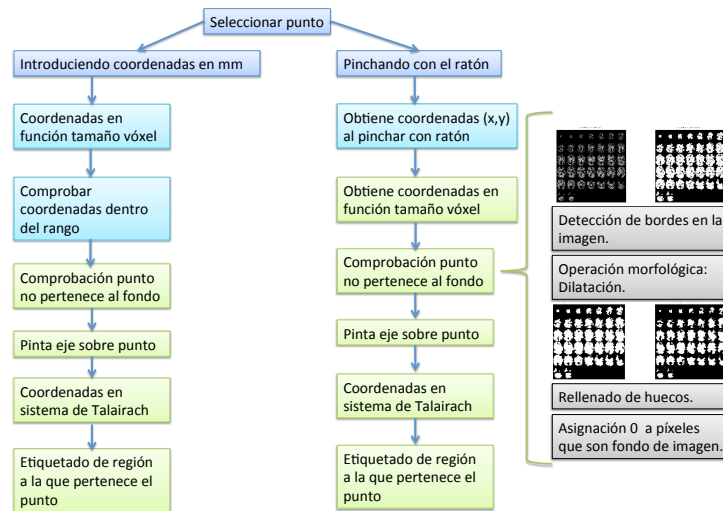 Seleccionar punto
Introduciendo coordenadas en mm
Pinchando con el ratón
Coordenadas en
función tamaño vóxel
Comprobar
coordenadas dentro
del rango
Comprobación punto
no pertenece al fondo
Pinta eje sobre punto
Coordenadas en
sistema de Talairach
Etiquetado de región
a la que pertenece el
punto
Obtiene coordenadas (x,y)
al pinchar con ratón
Obtiene coordenadas en
función tamaño vóxel
Comprobación punto
no pertenece al fondo
Pinta eje sobre punto
Coordenadas en
sistema de Talairach
Etiquetado de región
a la que pertenece el
punto
Detección de bordes en la
imagen.
Operación morfológica:
Dilatación.
Rellenado de huecos.
Asignación 0 a píxeles
que son fondo de imagen.